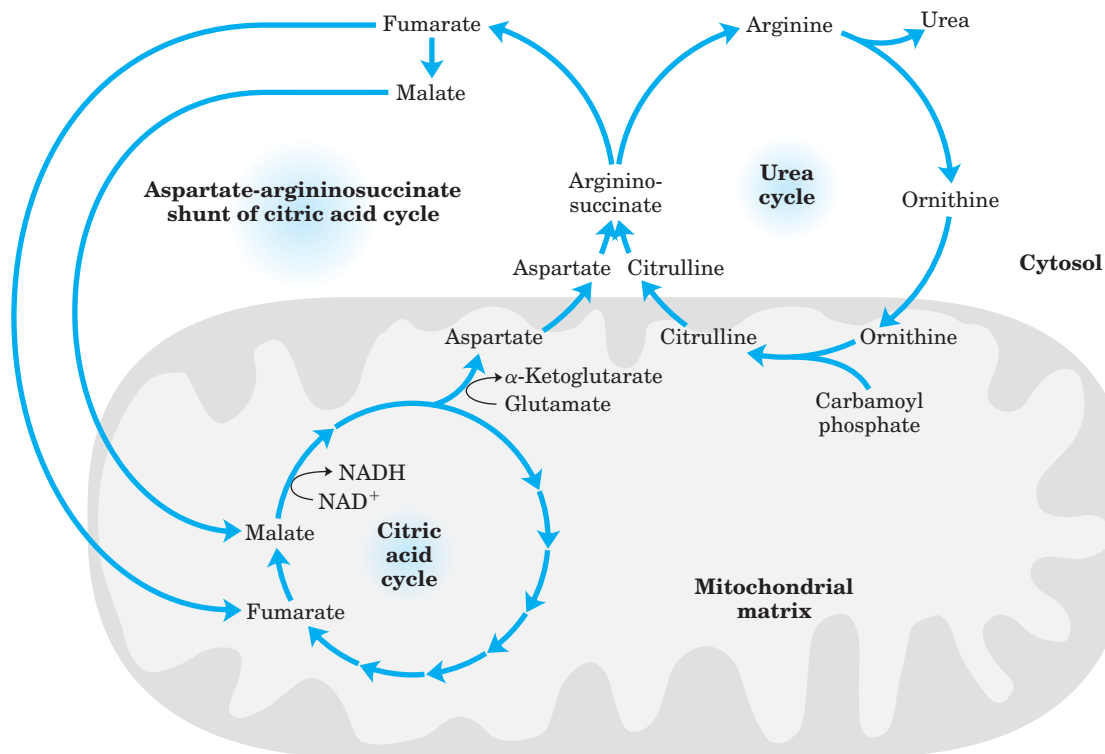 Fumarate
Arginine
Urea
Malate
Aspartate-argininosuccinate
shunt of citric acid cycle
Arginino-
succinate
Urea
cycle
Ornithine
Aspartate
Citrulline
Cytosol
Aspartate
Citrulline
Ornithine
α-Ketoglutarate
Glutamate
Carbamoyl
phosphate
NADH
NAD⁺
Malate
Citric
acid
cycle
Fumarate
Mitochondrial
matrix